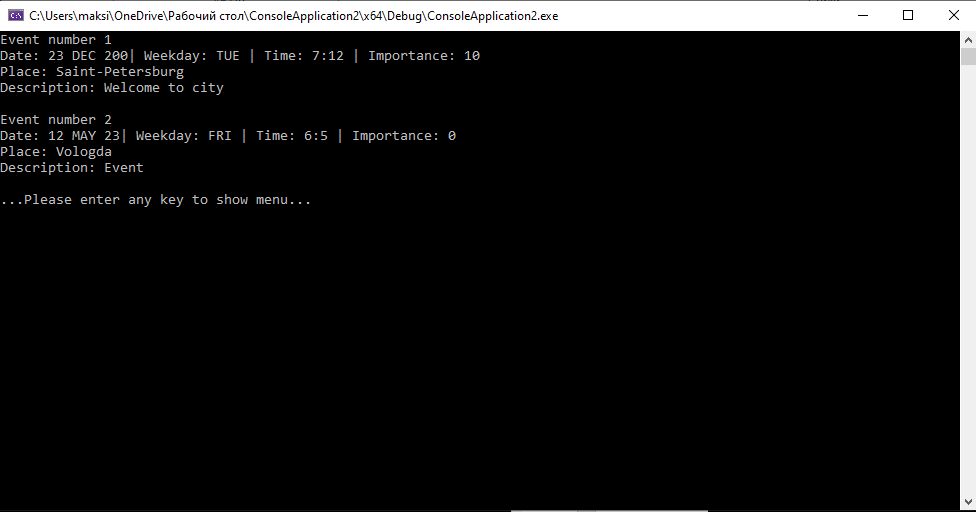 C:\Users\maksi\OneDrive\Рабочий стол\ConsoleApplication2\x64\Debug\ConsoleApplication2.exe
Event number 1
Date: 23 DEC 200| Weekday: TUE | Time: 7:12 | Importance: 10
Place: Saint-Petersburg
Description: Welcome to city
Event number 2
Date: 12 MAY 23| Weekday: FRI | Time: 6:5 | Importance: 0
Place: Vologda
Description: Event
...Please enter any key to show menu...